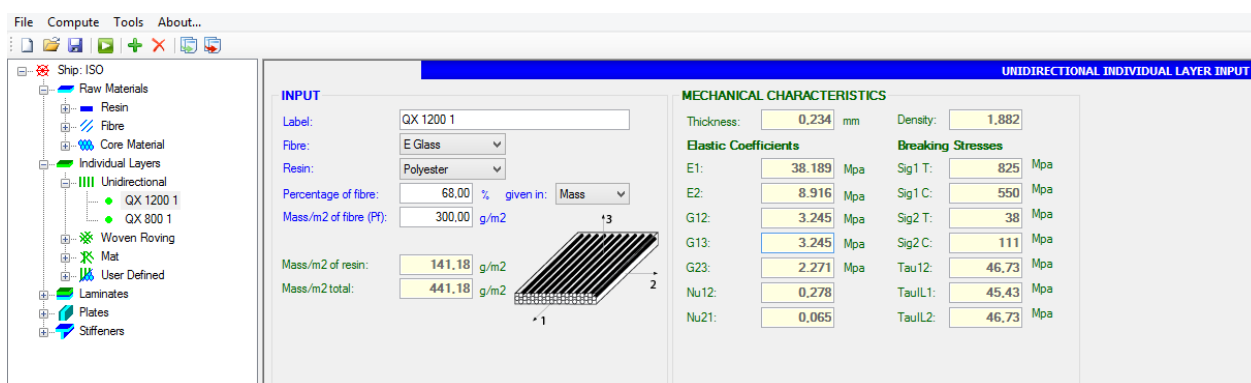 File Compute Tools About...
Ship: ISO
Raw Materials
Resin
Fibre
Core Material
Individual Layers
Unidirectional
QX 1200 1
QX 800 1
Woven Roving
Mat
User Defined
Laminates
Plates
Stiffeners
UNIDIRECTIONAL INDIVIDUAL LAYER INPUT
INPUT
Label: QX 1200 1
Fibre: E Glass
Resin: Polyester
Percentage of fibre: 68,00 % given in: Mass
Mass/m2 of fibre (Pf): 300,00 g/m2
Mass/m2 of resin: 141,18 g/m2
Mass/m2 total: 441,18 g/m2
3
2
1
MECHANICAL CHARACTERISTICS
Thickness: 0,234 mm Density: 1,882
Elastic Coefficients Breaking Stresses
E1: 38.189 Mpa Sig1 T: 825 Mpa
E2: 8.916 Mpa Sig1 C: 550 Mpa
G12: 3.245 Mpa Sig2 T: 38 Mpa
G13: 3.245 Mpa Sig2 C: 111 Mpa
G23: 2.271 Mpa Tau12: 46,73 Mpa
Nu12: 0,278 TauIL1: 45,43 Mpa
Nu21: 0,065 TauIL2: 46,73 Mpa